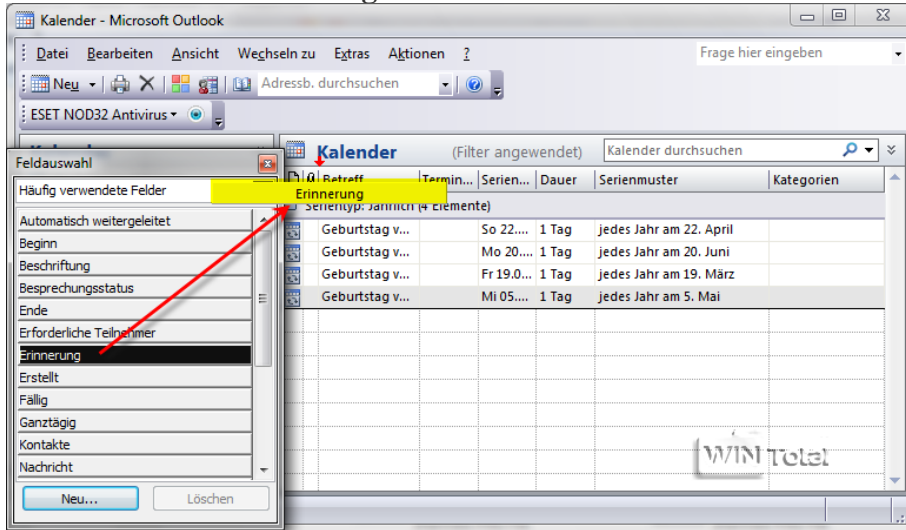 Kalender - Microsoft Outlook
Datei Bearbeiten Ansicht Wechseln zu Extras Aktionen ? Frage hier eingeben
Neu Adressb. durchsuchen
ESET NOD32 Antivirus
Kalender (Filter angewendet) Kalender durchsuchen
Betreff Termin... Serien... Dauer Serienmuster Kategorien
Serientyp: Jährlich (4 Elemente)
Geburtstag v... So 22.... 1 Tag jedes Jahr am 22. April
Geburtstag v... Mo 20.... 1 Tag jedes Jahr am 20. Juni
Geburtstag v... Fr 19.0... 1 Tag jedes Jahr am 19. März
Geburtstag v... Mi 05.... 1 Tag jedes Jahr am 5. Mai
Feldauswahl
Häufig verwendete Felder
Erinnerung
Automatisch weitergeleitet
Beginn
Beschriftung
Besprechungsstatus
Ende
Erforderliche Teilnehmer
Erinnerung
Erstellt
Fällig
Ganztägig
Kontakte
Nachricht
Neu... Löschen
WIN Total